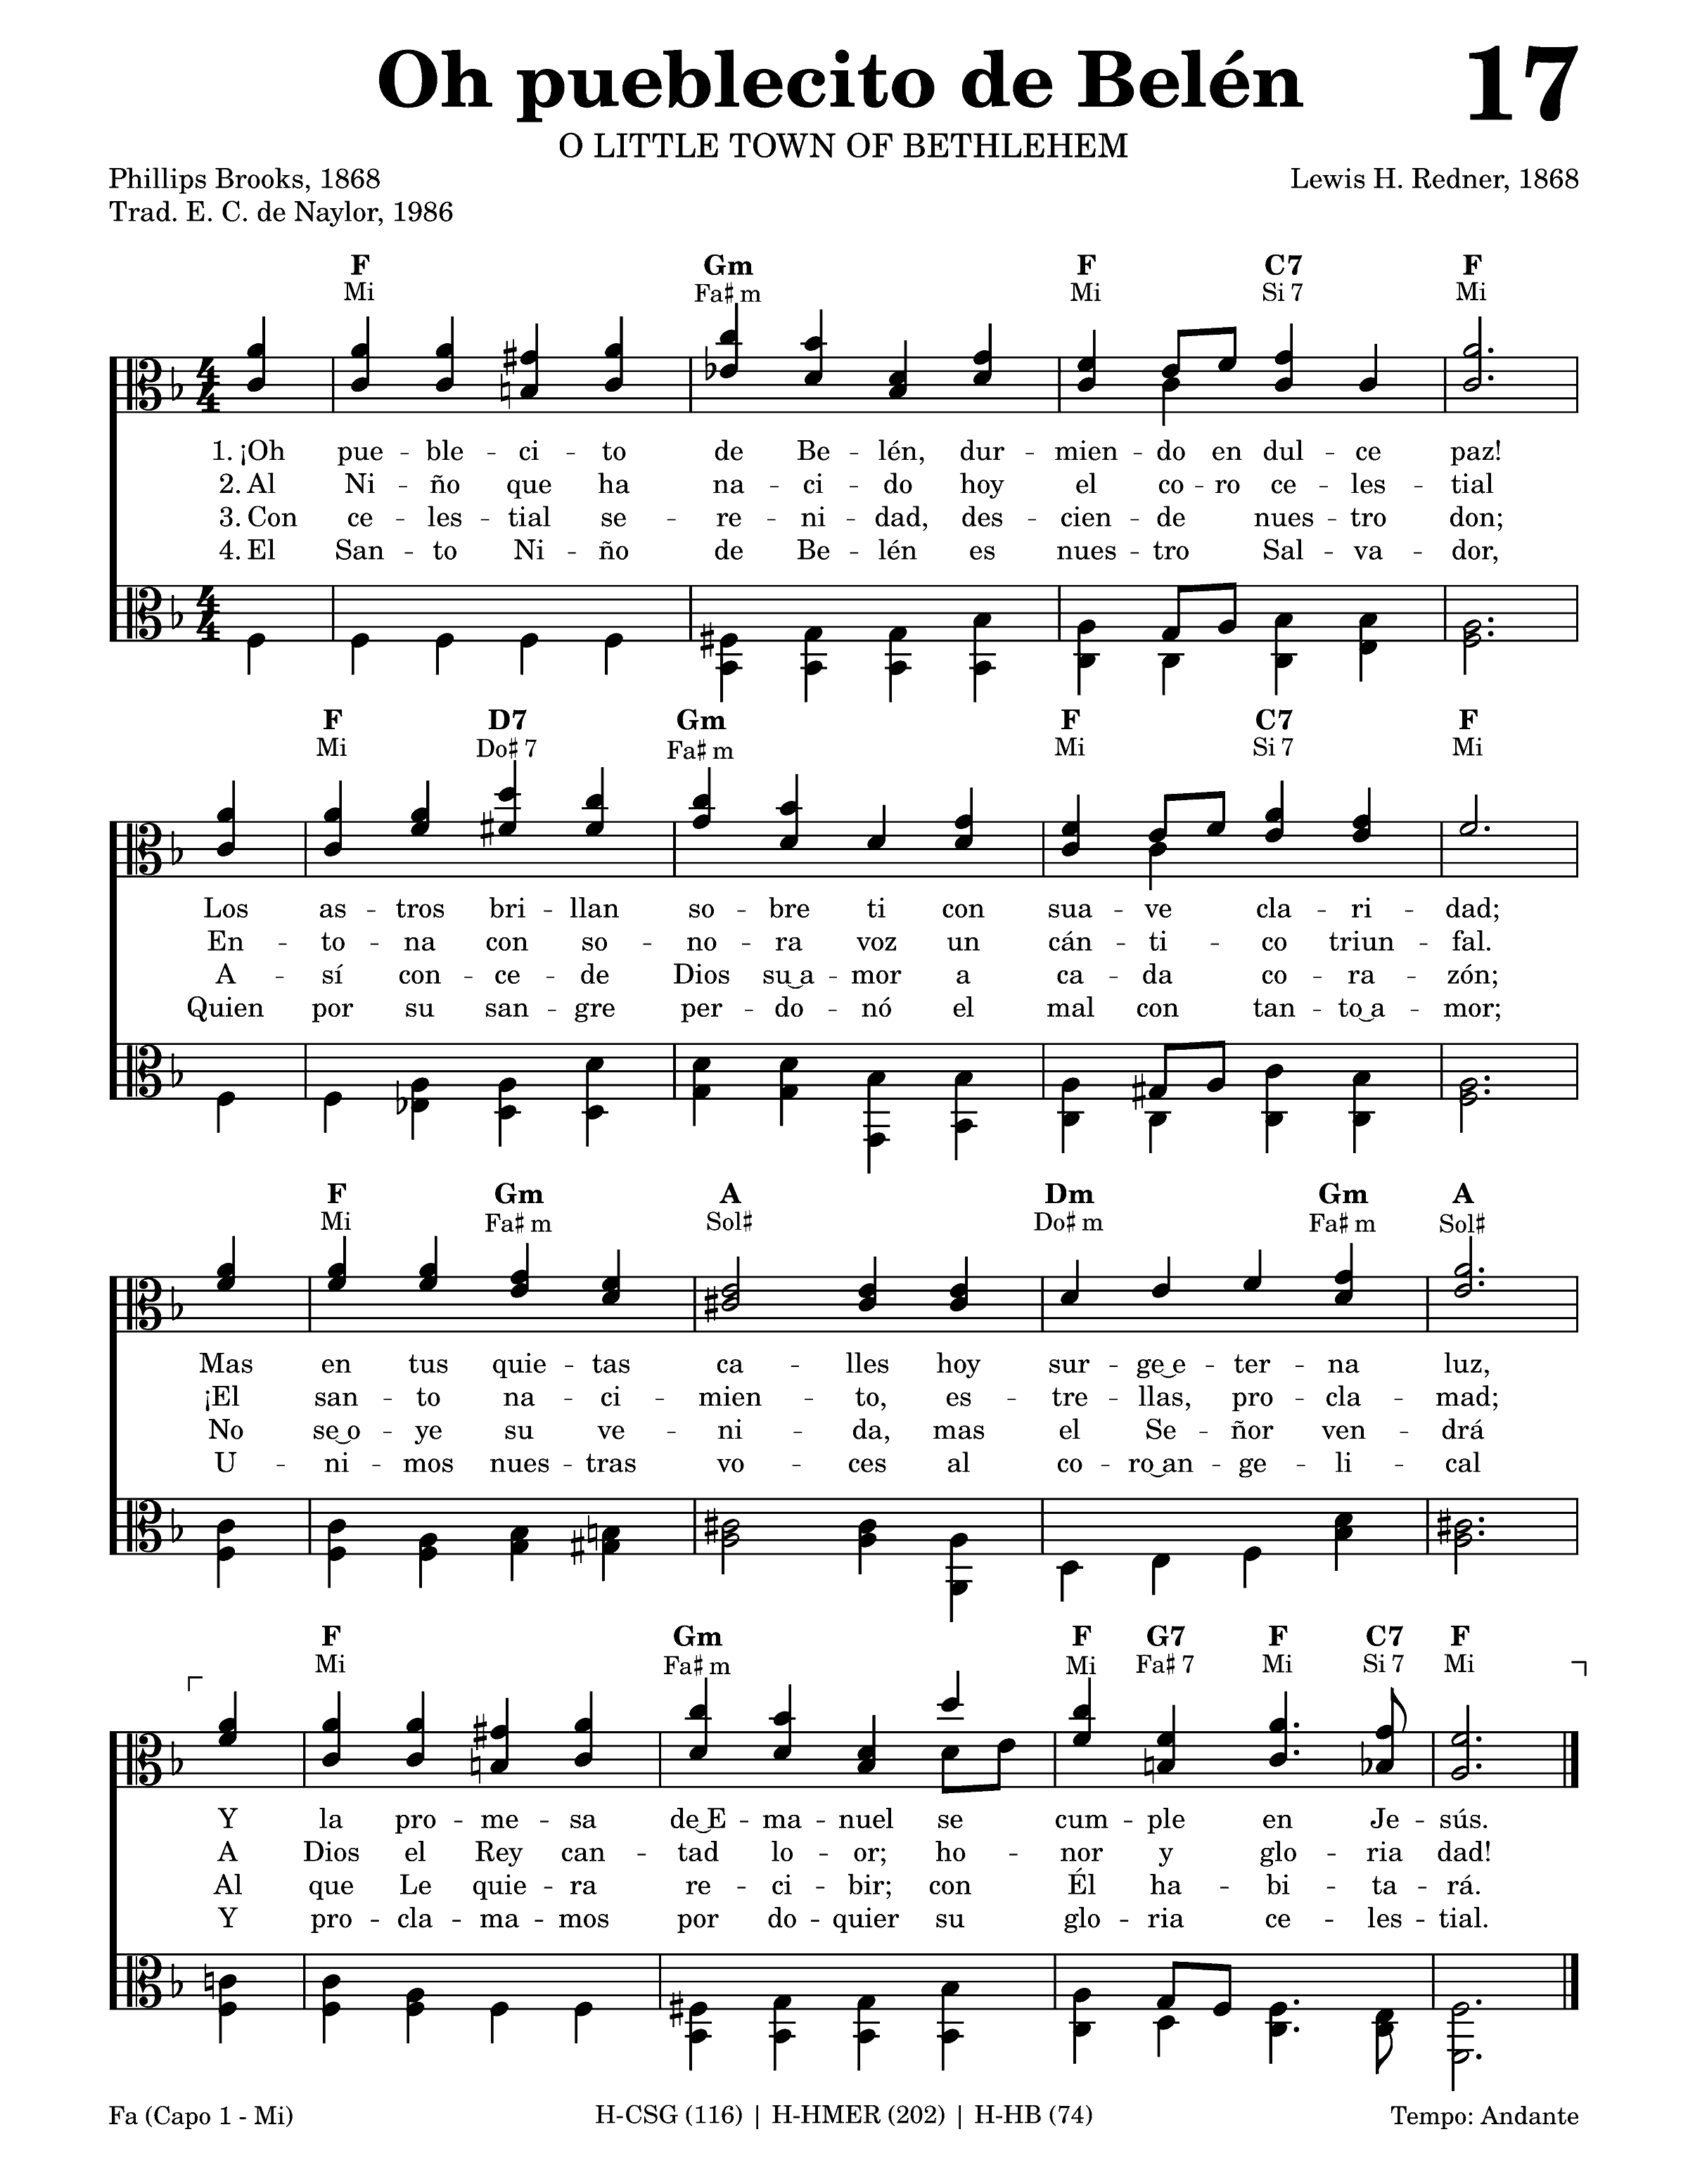 Oh pueblecito de Belén 17
O LITTLE TOWN OF BETHLEHEM
Phillips Brooks, 1868 Lewis H. Redner, 1868
Trad. E. C. de Naylor, 1986
F Gm F C7 F
Mi Fa♯m Mi Si 7 Mi
4 4
1. ¡Oh pue -- ble -- ci -- to de Be -- lén, dur -- mien -- do en dul -- ce paz!
2. Al Ni -- ño que ha na -- ci -- do hoy el co -- ro ce -- les -- tial
3. Con ce -- les -- tial se -- re -- ni -- dad, des -- cien -- de nues -- tro don;
4. El San -- to Ni -- ño de Be -- lén es nues -- tro Sal -- va -- dor,
4 4
F D7 Gm F C7 F
Mi Do♯7 Fa♯m Mi Si 7 Mi
Los as -- tros bri -- llan so -- bre ti con sua -- ve cla -- ri -- dad;
En -- to -- na con so -- no -- ra voz un cán -- ti -- co triun -- fal.
A -- sí con -- ce -- de Dios su‿a -- mor a ca -- da co -- ra -- zón;
Quien por su san -- gre per -- do -- nó el mal con tan -- to‿a -- mor;
F Gm A Dm Gm A
Mi Fa♯m Sol♯ Do♯m Fa♯m Sol♯
Mas en tus quie -- tas ca -- lles hoy sur -- ge‿e -- ter -- na luz,
¡El san -- to na -- ci -- mien -- to, es -- tre -- llas, pro -- cla -- mad;
No se‿o -- ye su ve -- ni -- da, mas el Se -- ñor ven -- drá
U -- ni -- mos nues -- tras vo -- ces al co -- ro‿an -- ge -- li -- cal
F Gm F G7 F C7 F
Mi Fa♯m Mi Fa♯7 Mi Si 7 Mi
Y la pro -- me -- sa de‿E -- ma -- nuel se cum -- ple en Je -- sús.
A Dios el Rey can -- tad lo -- or; ho -- nor y glo -- ria dad!
Al que Le quie -- ra re -- ci -- bir; con Él ha -- bi -- ta -- rá.
Y pro -- cla -- ma -- mos por do -- quier su glo -- ria ce -- les -- tial.
Fa (Capo 1 - Mi) H-CSG (116) | H-HMER (202) | H-HB (74) Tempo: Andante